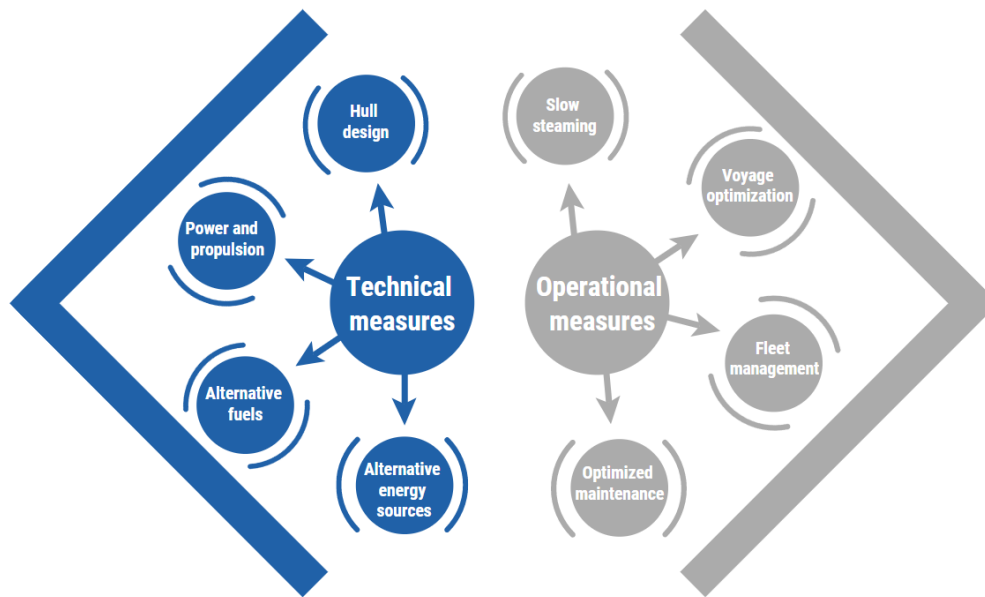 Hull
design
Power and
propulsion
Technical
measures
Alternative
fuels
Alternative
energy
sources
Slow
steaming
Voyage
optimization
Operational
measures
Fleet
management
Optimized
maintenance